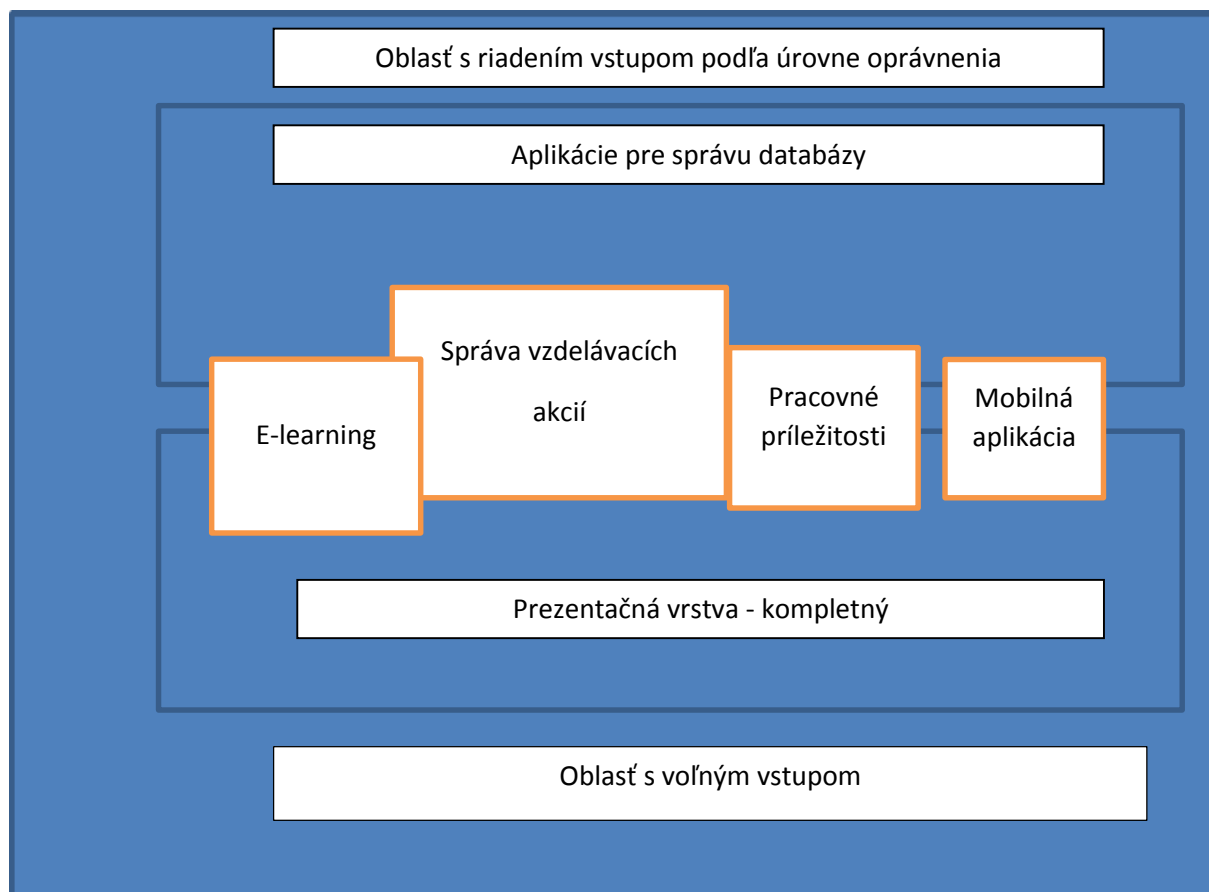 Oblasť s riadením vstupom podľa úrovne oprávnenia
Aplikácie pre správu databázy
Správa vzdelávacích
akcií
E-learning
Pracovné
príležitosti
Mobilná
aplikácia
Prezentačná vrstva - kompletný
Oblasť s voľným vstupom